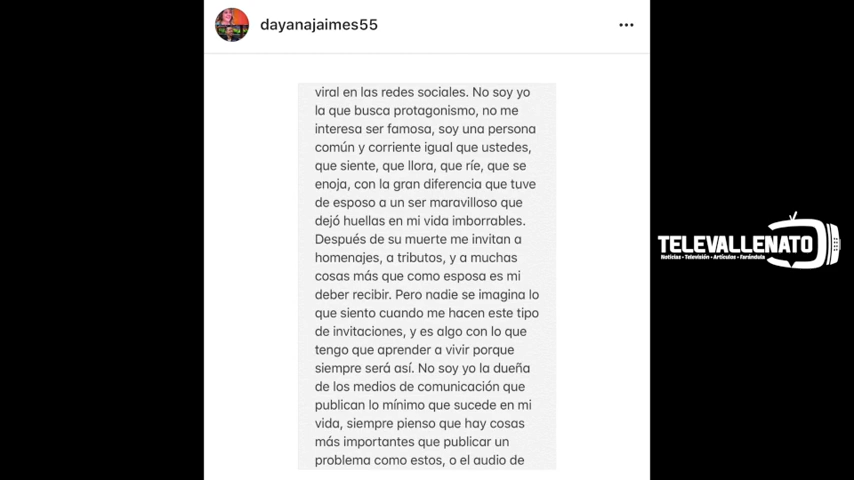 dayanajaimes55
viral en las redes sociales. No soy yo
la que busca protagonismo, no me
interesa ser famosa, soy una persona
común y corriente igual que ustedes,
que siente, que llora, que ríe, que se
enoja, con la gran diferencia que tuve
de esposo a un ser maravilloso que
dejó huellas en mi vida imborrables.
Después de su muerte me invitan a
homenajes, a tributos, y a muchas
cosas más que como esposa es mi
deber recibir. Pero nadie se imagina lo
que siento cuando me hacen este tipo
de invitaciones, y es algo con lo que
tengo que aprender a vivir porque
siempre será así. No soy yo la dueña
de los medios de comunicación que
publican lo mínimo que sucede en mi
vida, siempre pienso que hay cosas
más importantes que publicar un
problema como estos, o el audio de
TELEVALLENATO
Noticias • Televisión • Artículos • Farándula